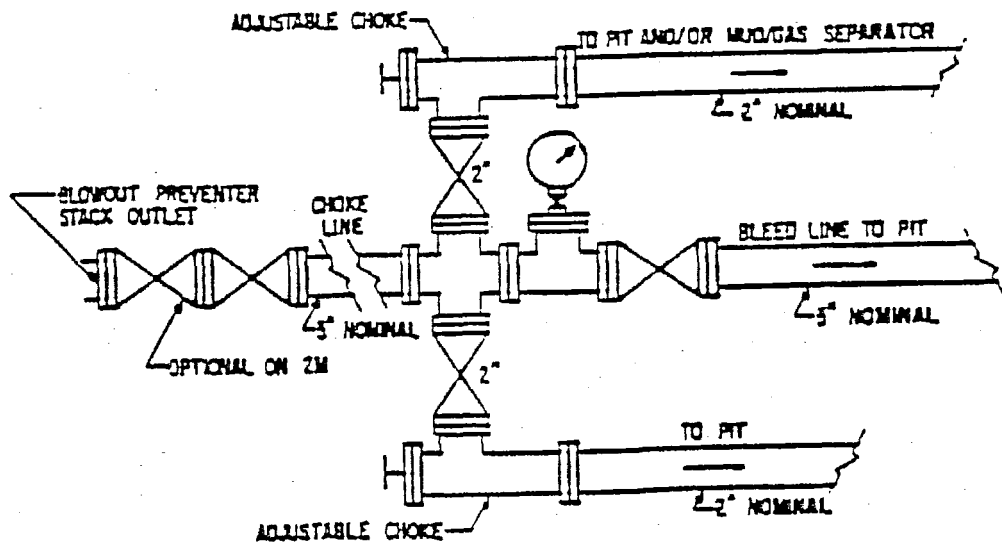 ADJUSTABLE CHOKE
TO PIT AND/OR MUD/GAS SEPARATOR
2" NOMINAL
2"
BLOWOUT PREVENTER
STACK OUTLET
CHOKE
LINE
BLEED LINE TO PIT
3" NOMINAL
3" NOMINAL
OPTIONAL ON 2M
2"
TO PIT
2" NOMINAL
ADJUSTABLE CHOKE